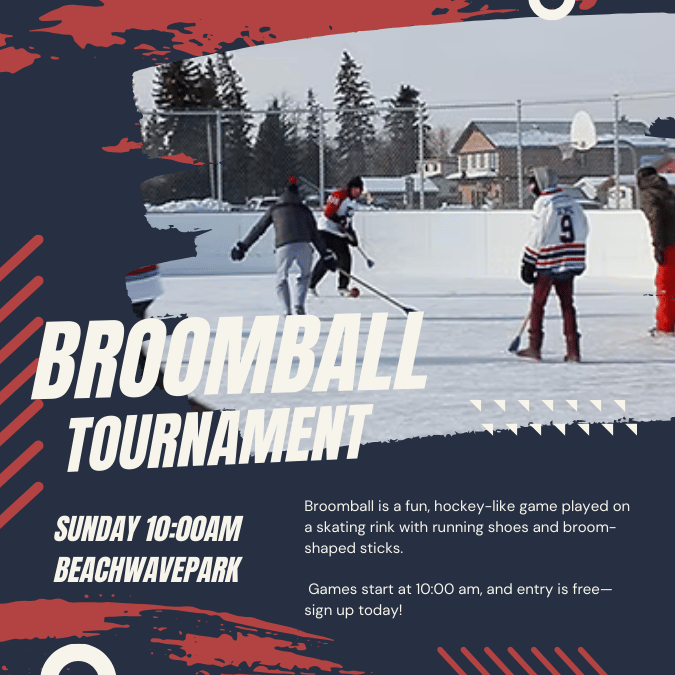 9
BROOMBALL
TOURNAMENT
SUNDAY 10:00AM
BEACHWAVEPARK
Broomball is a fun, hockey-like game played on
a skating rink with running shoes and broom-
shaped sticks.
Games start at 10:00 am, and entry is free—
sign up today!